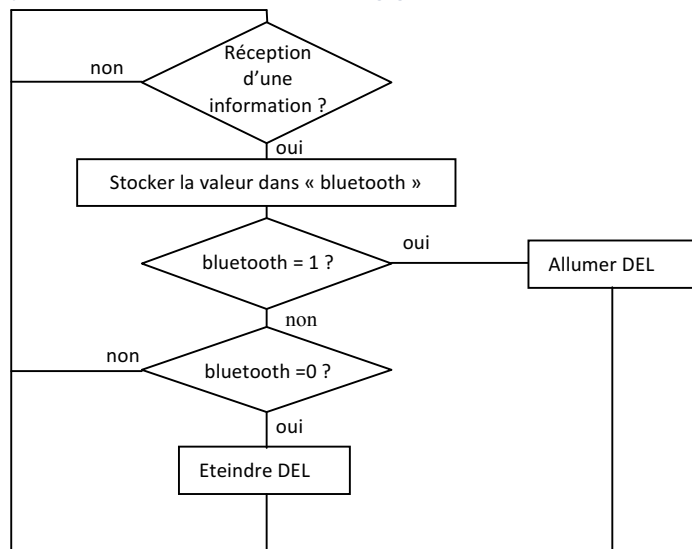 Réception
d’une
information ?
non
oui
Stocker la valeur dans « bluetooth »
bluetooth = 1 ?
oui
Allumer DEL
non
non
bluetooth =0 ?
oui
Eteindre DEL